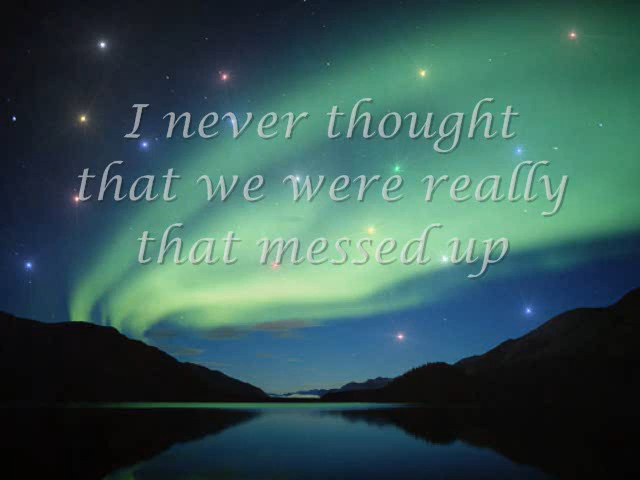 I never thought
that we were really
that messed up